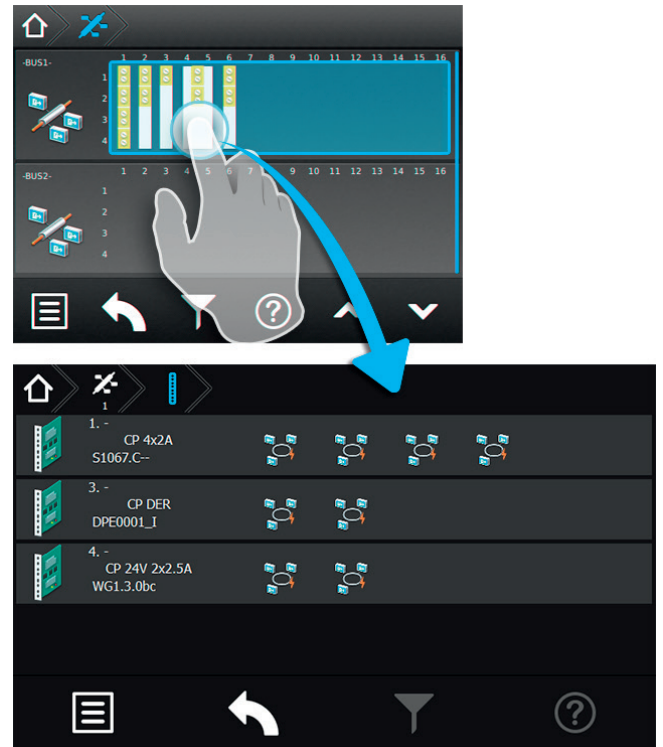 -BUS1-
1 2 3 4 5 6 7 8 9 10 11 12 13 14 15 16
1
2
3
4
-BUS2-
1 2 3 4 5 6 7 9 10 11 12 13 14 15 16
1
2
3
4
?
1
1. -
CP 4x2A
S1067.C--
3. -
CP DER
DPE0001_I
4. -
CP 24V 2x2.5A
WG1.3.0bc
?